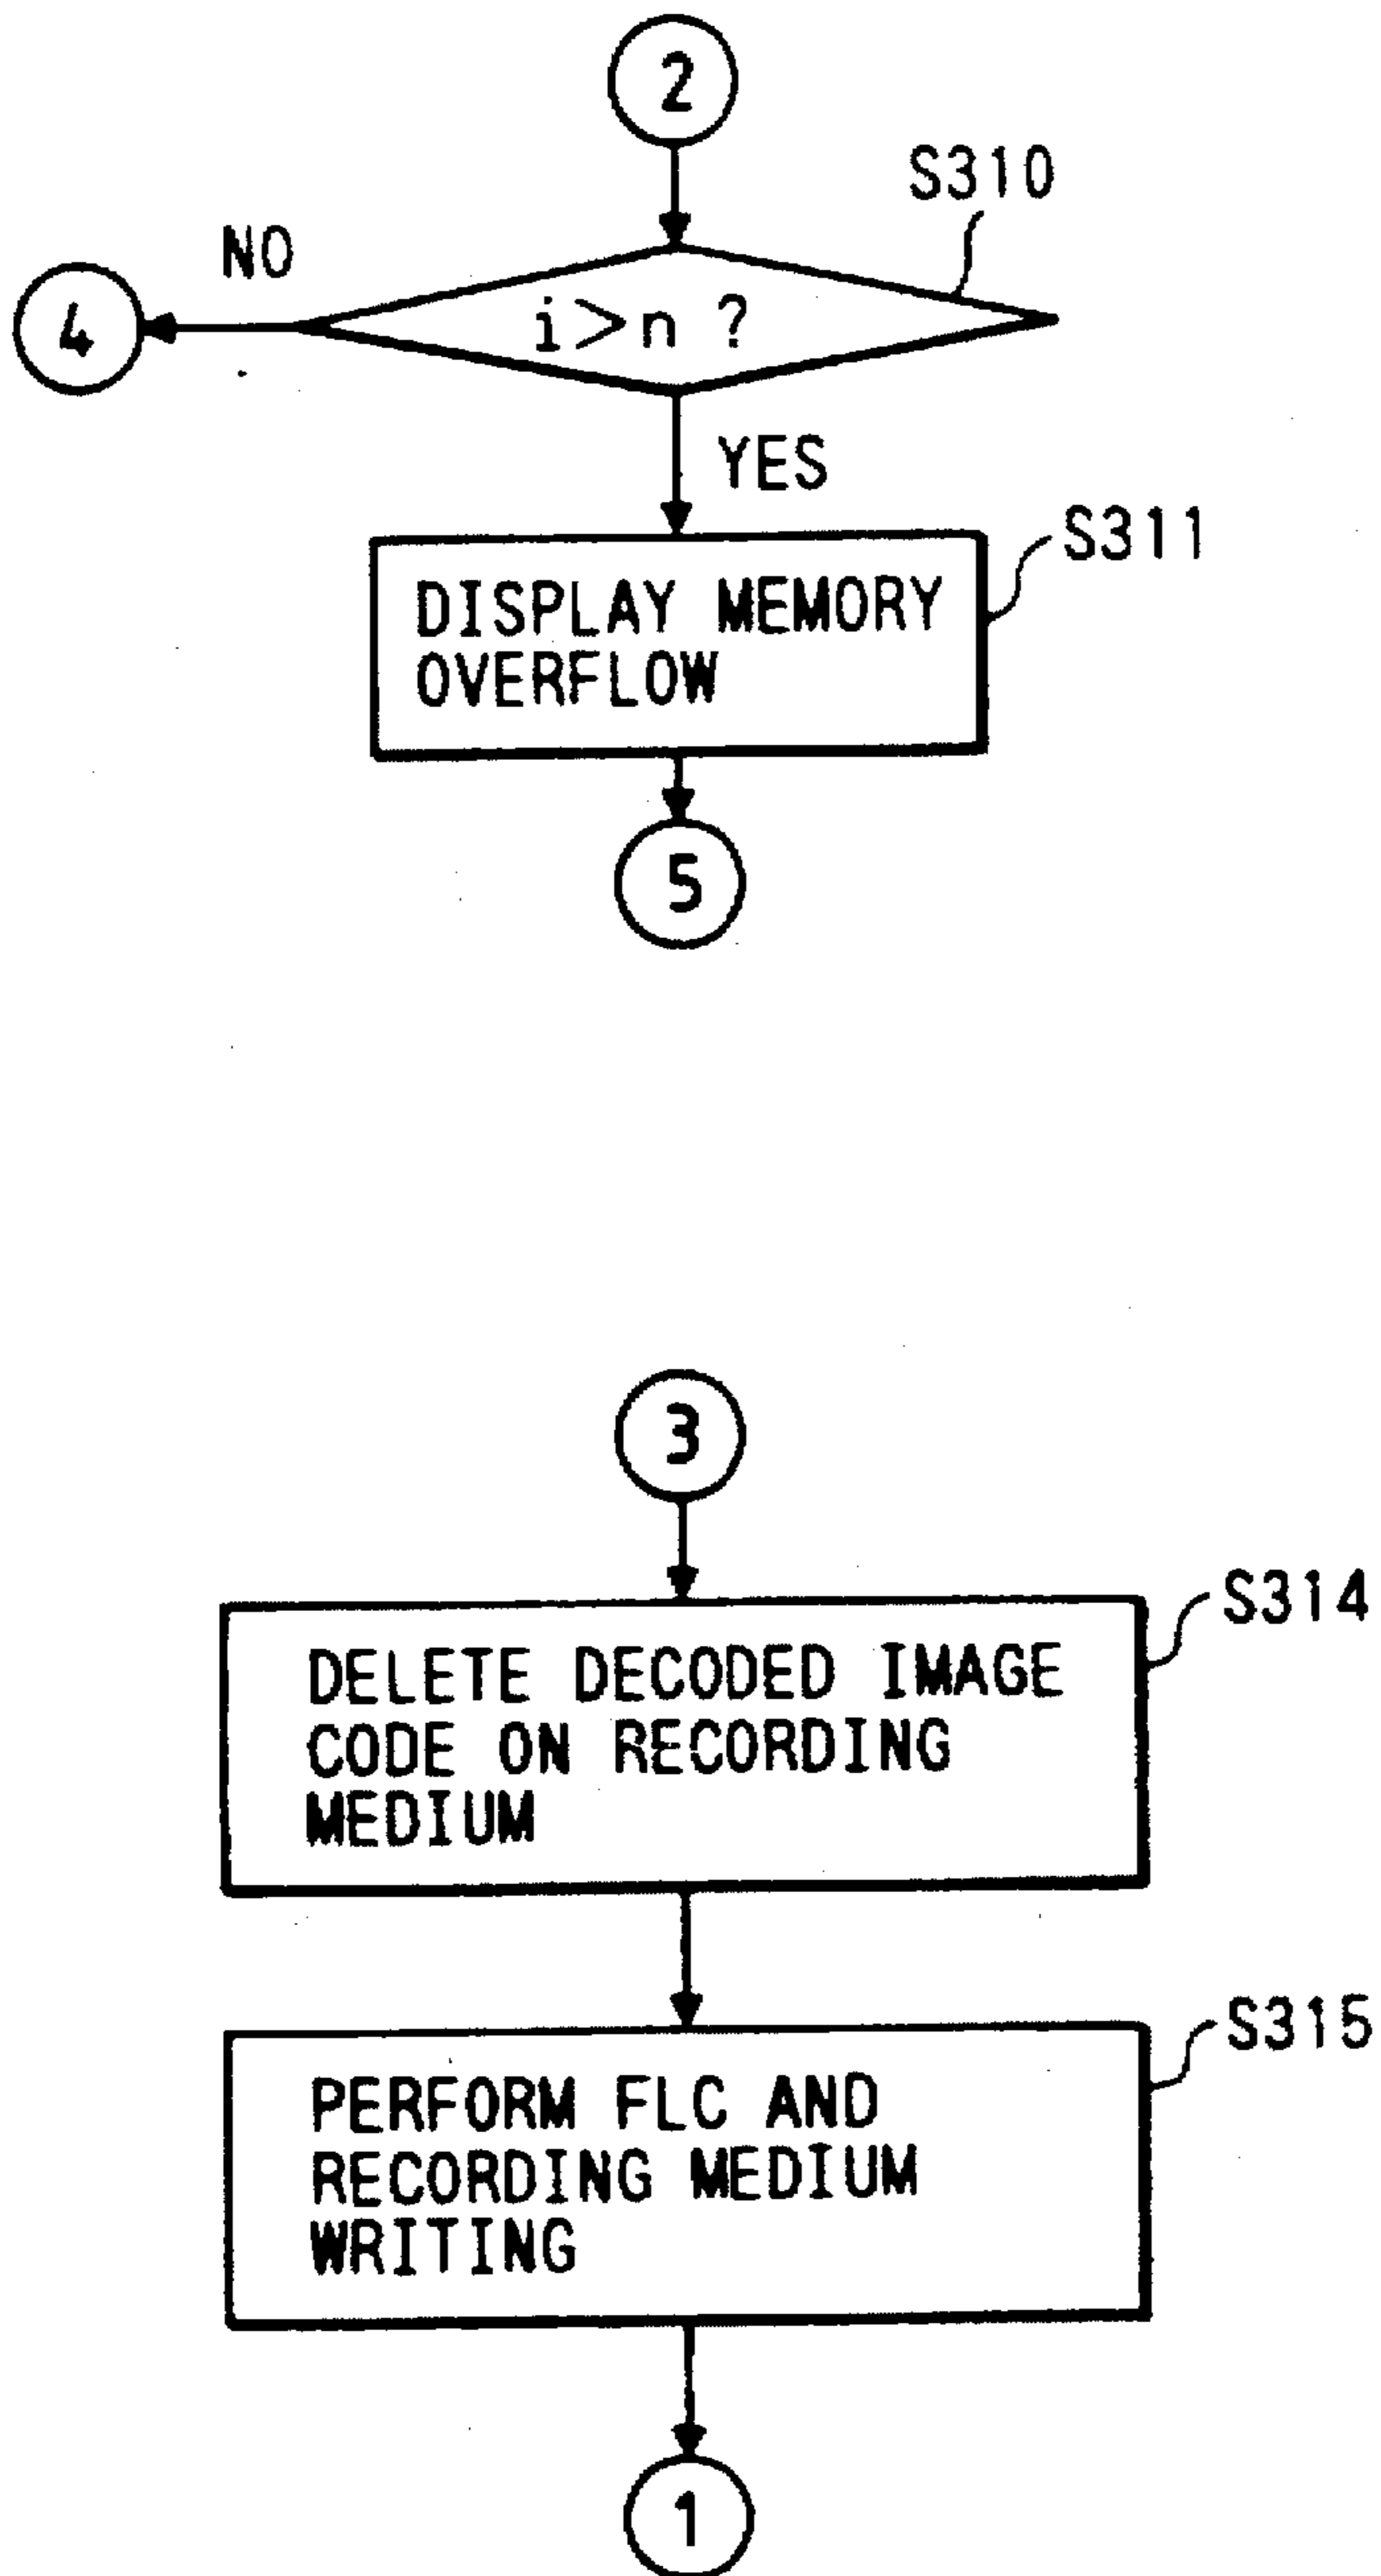 2
S310
NO
4
i>n ?
YES
S311
DISPLAY MEMORY
OVERFLOW
5
3
S314
DELETE DECODED IMAGE
CODE ON RECORDING
MEDIUM
S315
PERFORM FLC AND
RECORDING MEDIUM
WRITING
1